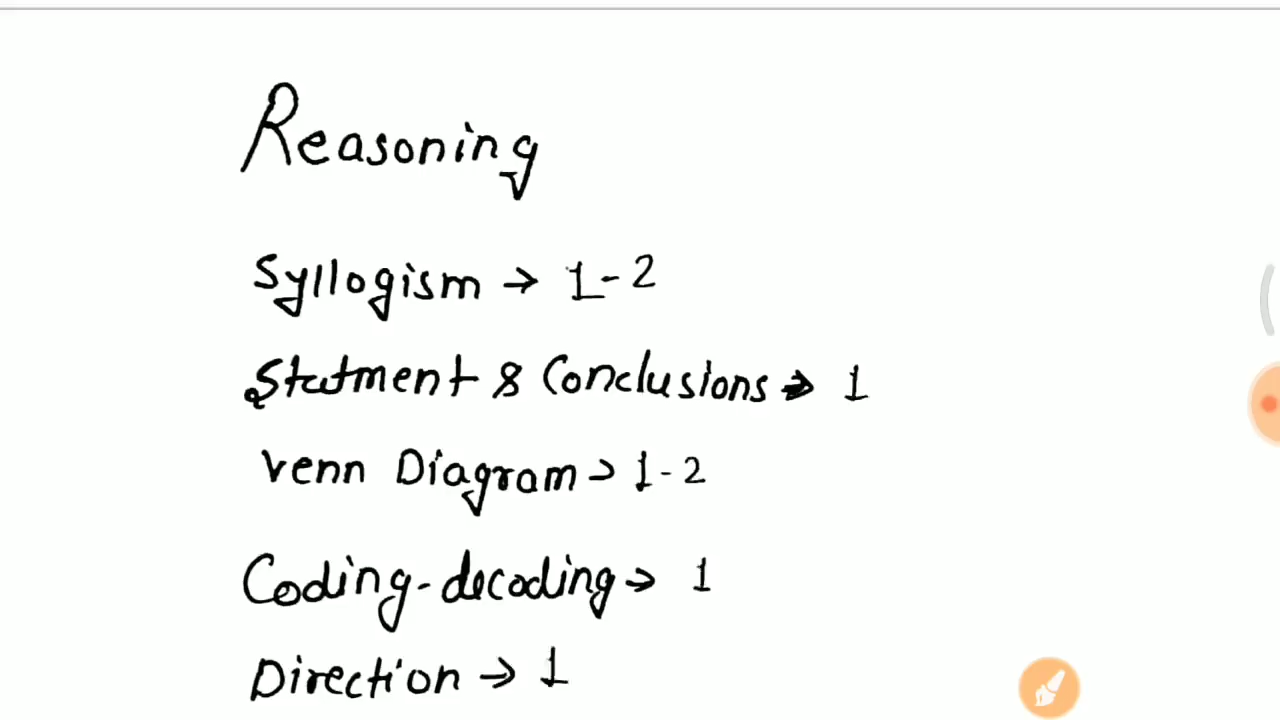 Reasoning
Syllogism → 1-2
Statment & Conclusions → 1
Venn Diagram → 1-2
Coding-decoding → 1
Direction → 1